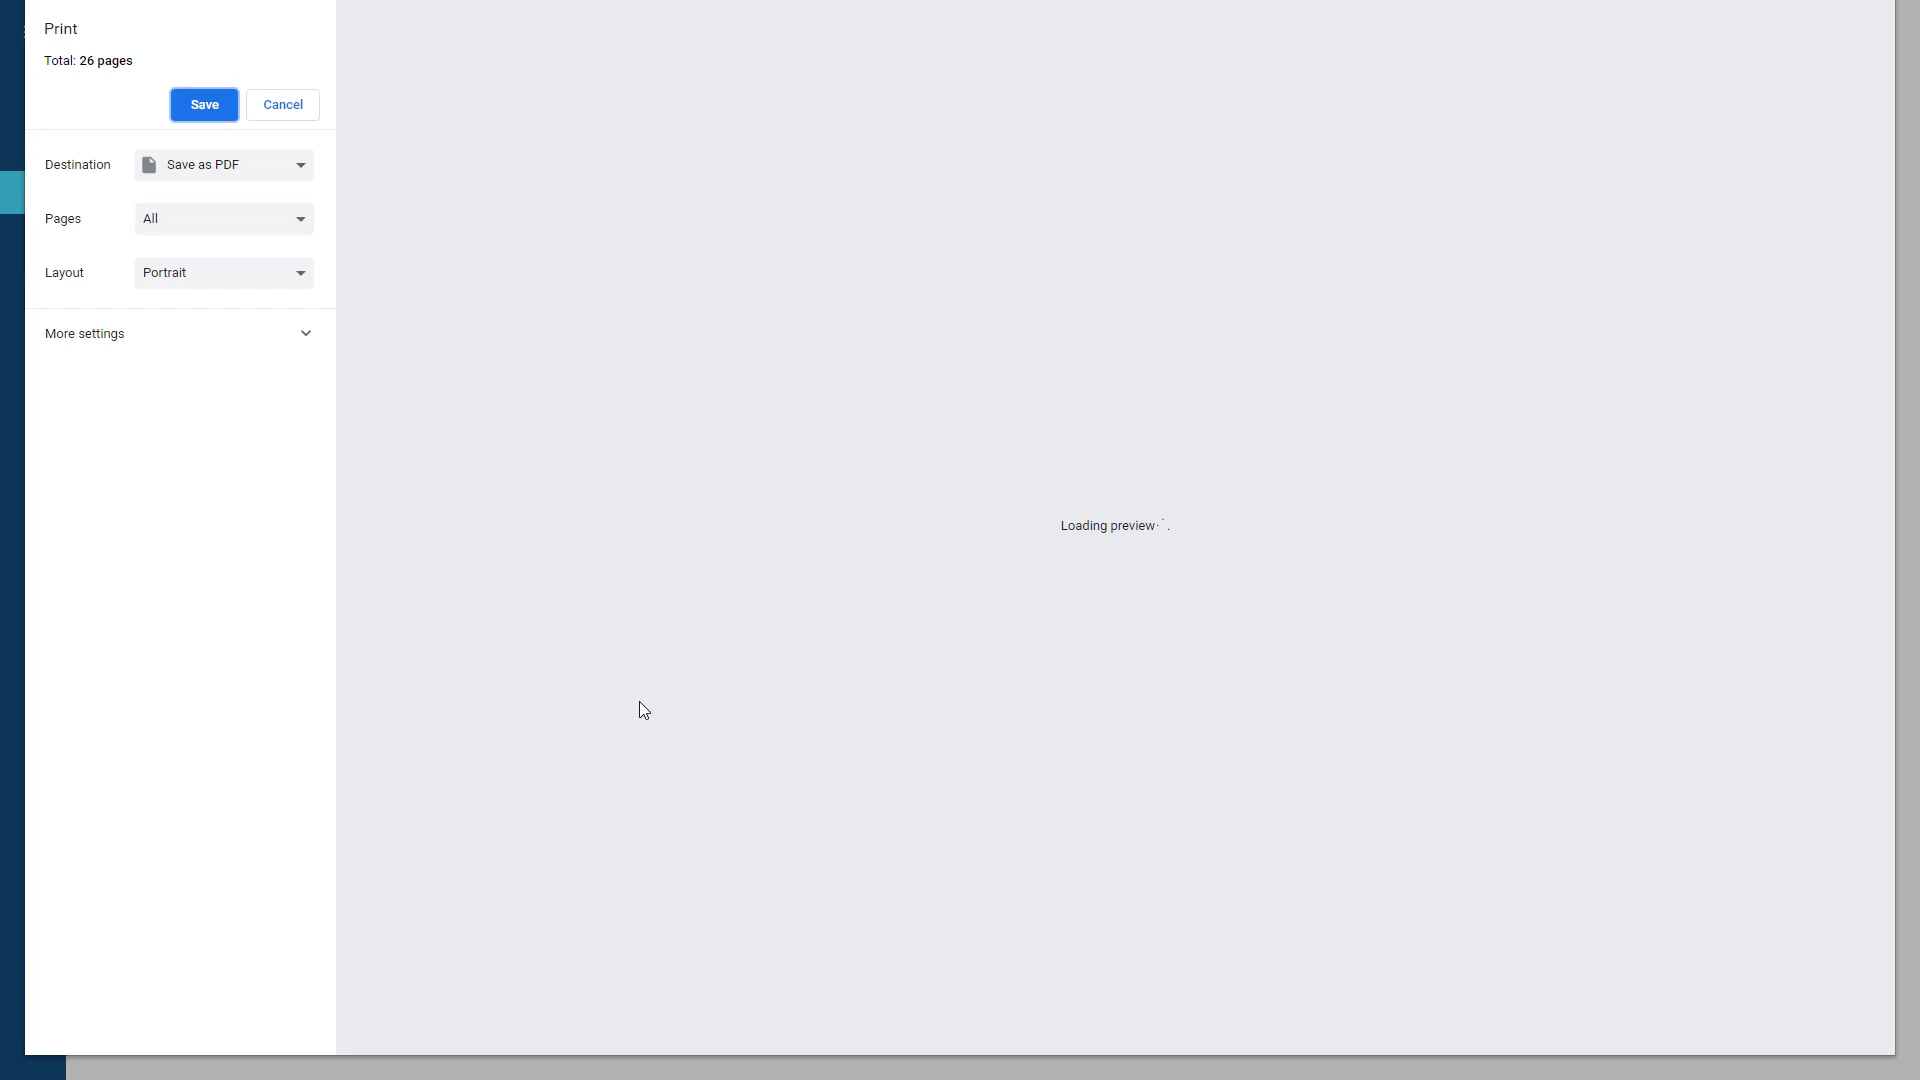 Print
Total: 26 pages
Save Cancel
Destination Save as PDF
Pages All
Layout Portrait
More settings
Loading preview...